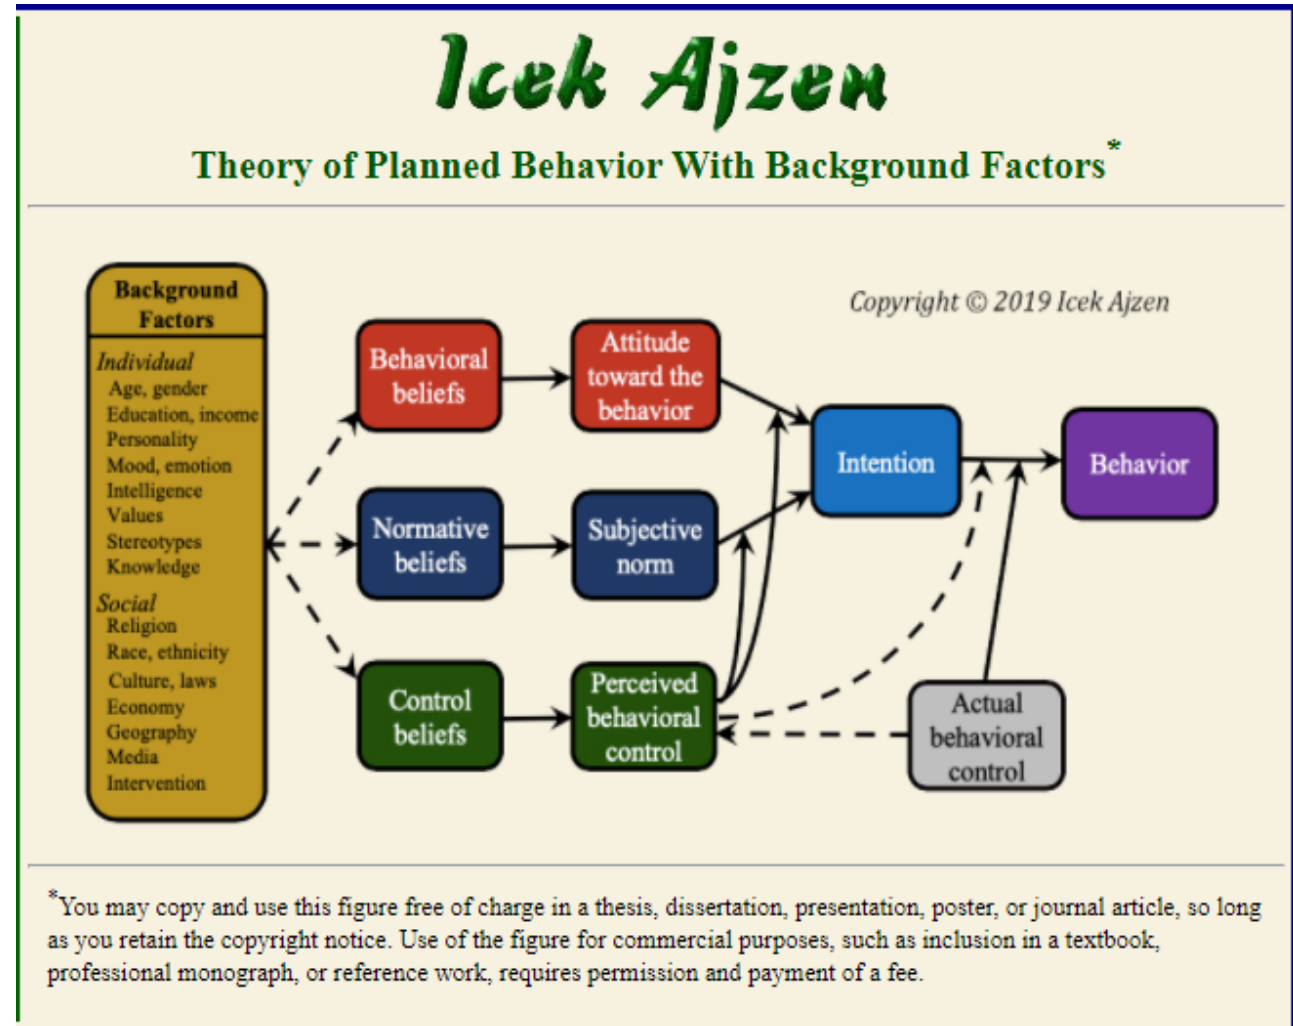 Icek Ajzen
Theory of Planned Behavior With Background Factors*
Copyright © 2019 Icek Ajzen
Background
Factors
Individual
Age, gender
Education, income
Personality
Mood, emotion
Intelligence
Values
Stereotypes
Knowledge
Social
Religion
Race, ethnicity
Culture, laws
Economy
Geography
Media
Intervention
Behavioral
beliefs
Attitude
toward the
behavior
Normative
beliefs
Subjective
norm
Control
beliefs
Perceived
behavioral
control
Intention
Behavior
Actual
behavioral
control
*You may copy and use this figure free of charge in a thesis, dissertation, presentation, poster, or journal article, so long
as you retain the copyright notice. Use of the figure for commercial purposes, such as inclusion in a textbook,
professional monograph, or reference work, requires permission and payment of a fee.